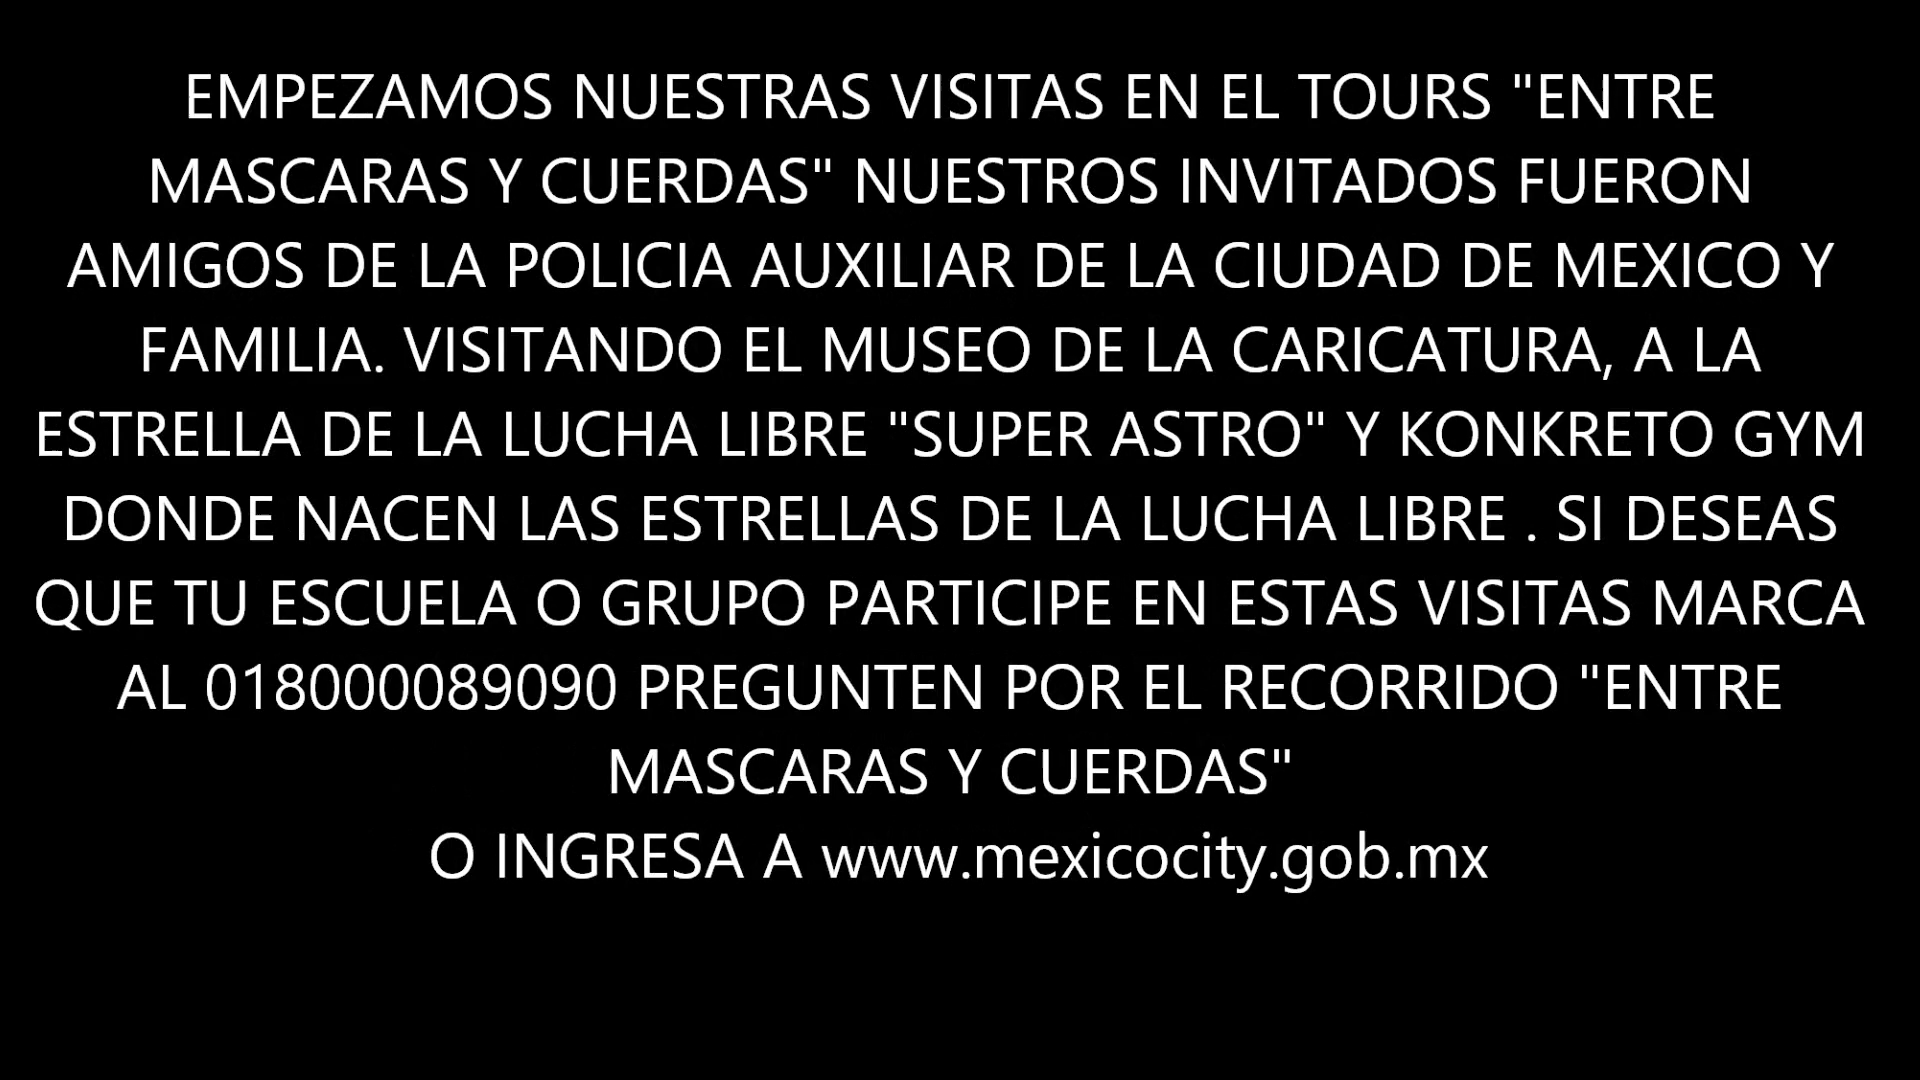 EMPEZAMOS NUESTRAS VISITAS EN EL TOURS "ENTRE
MASCARAS Y CUERDAS" NUESTROS INVITADOS FUERON
AMIGOS DE LA POLICIA AUXILIAR DE LA CIUDAD DE MEXICO Y
FAMILIA. VISITANDO EL MUSEO DE LA CARICATURA, A LA
ESTRELLA DE LA LUCHA LIBRE "SUPER ASTRO" Y KONKRETO GYM
DONDE NACEN LAS ESTRELLAS DE LA LUCHA LIBRE . SI DESEAS
QUE TU ESCUELA O GRUPO PARTICIPE EN ESTAS VISITAS MARCA
AL 018000089090 PREGUNTEN POR EL RECORRIDO "ENTRE
MASCARAS Y CUERDAS"
O INGRESA A www.mexicocity.gob.mx